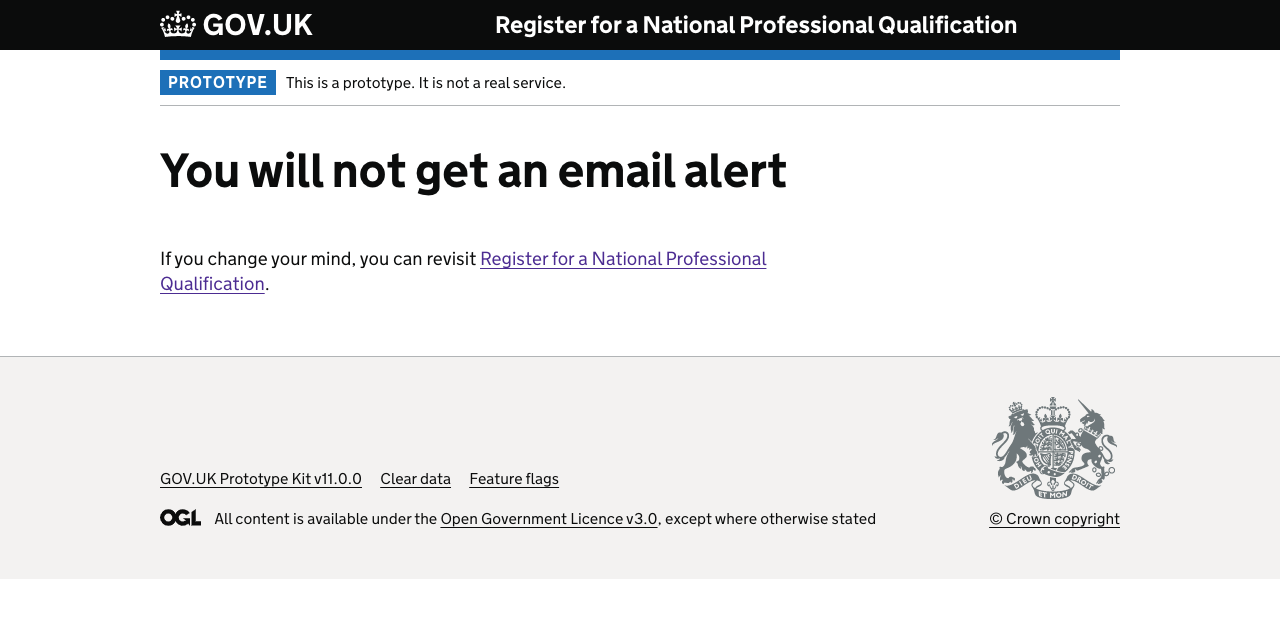 GOV.UK
Register for a National Professional Qualification
PROTOTYPE This is a prototype. It is not a real service.
You will not get an email alert
If you change your mind, you can revisit Register for a National Professional
Qualification.
GOV.UK Prototype Kit v11.0.0 Clear data Feature flags
OGL All content is available under the Open Government Licence v3.0, except where otherwise stated
DIEU ET MON DROIT
© Crown copyright